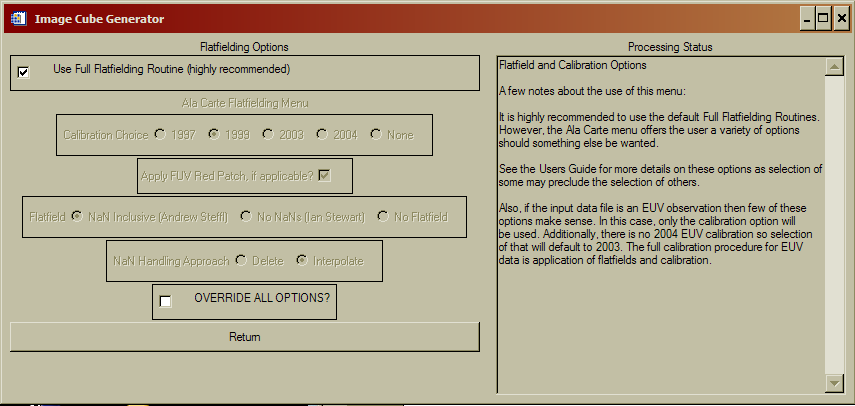 Image Cube Generator
Flatfielding Options
Use Full Flatfielding Routine (highly recommended)
Ala Carte Flatfielding Menu
Calibration Choice 1997 1999 2003 2004 None
Apply FUV Red Patch, if applicable?
Flatfield NaN Inclusive (Andrew Steffl) No NaNs (Ian Stewart) No Flatfield
NaN Handling Approach Delete Interpolate
OVERRIDE ALL OPTIONS?
Return
Processing Status
Flatfield and Calibration Options
A few notes about the use of this menu:
It is highly recommended to use the default Full Flatfielding Routines.
However, the Ala Carte menu offers the user a variety of options
should something else be wanted.
See the Users Guide for more details on these options as selection of
some may preclude the selection of others.
Also, if the input data file is an EUV observation then few of these
options make sense. In this case, only the calibration option will
be used. Additionally, there is no 2004 EUV calibration so selection
of that will default to 2003. The full calibration procedure for EUV
data is application of flatfields and calibration.